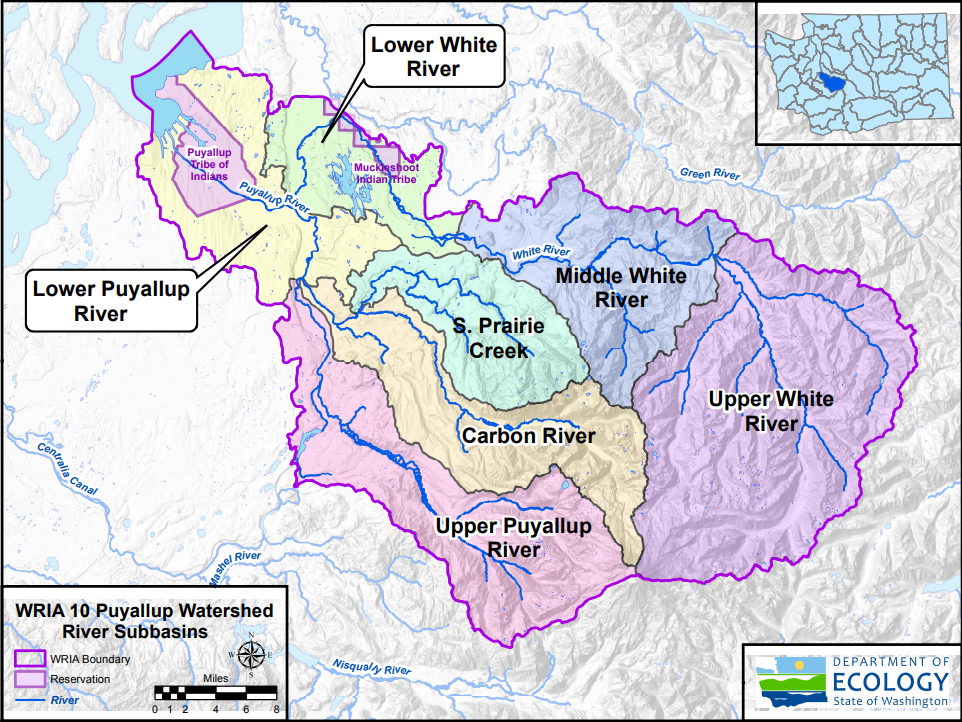 Lower White
River
Green River
Puyallup
Tribe of
Indians
Muckleshoot
Indian Tribe
Puyallup River
White River
Lower Puyallup
River
Middle White
River
S. Prairie
Creek
Upper White
River
Carbon River
Centralia Canal
Upper Puyallup
River
Mashel River
Nisqually River
WRIA 10 Puyallup Watershed
River Subbasins
WRIA Boundary
Reservation
River
N
W
E
S
Miles
0 1 2 4 6 8
DEPARTMENT OF
ECOLOGY
State of Washington